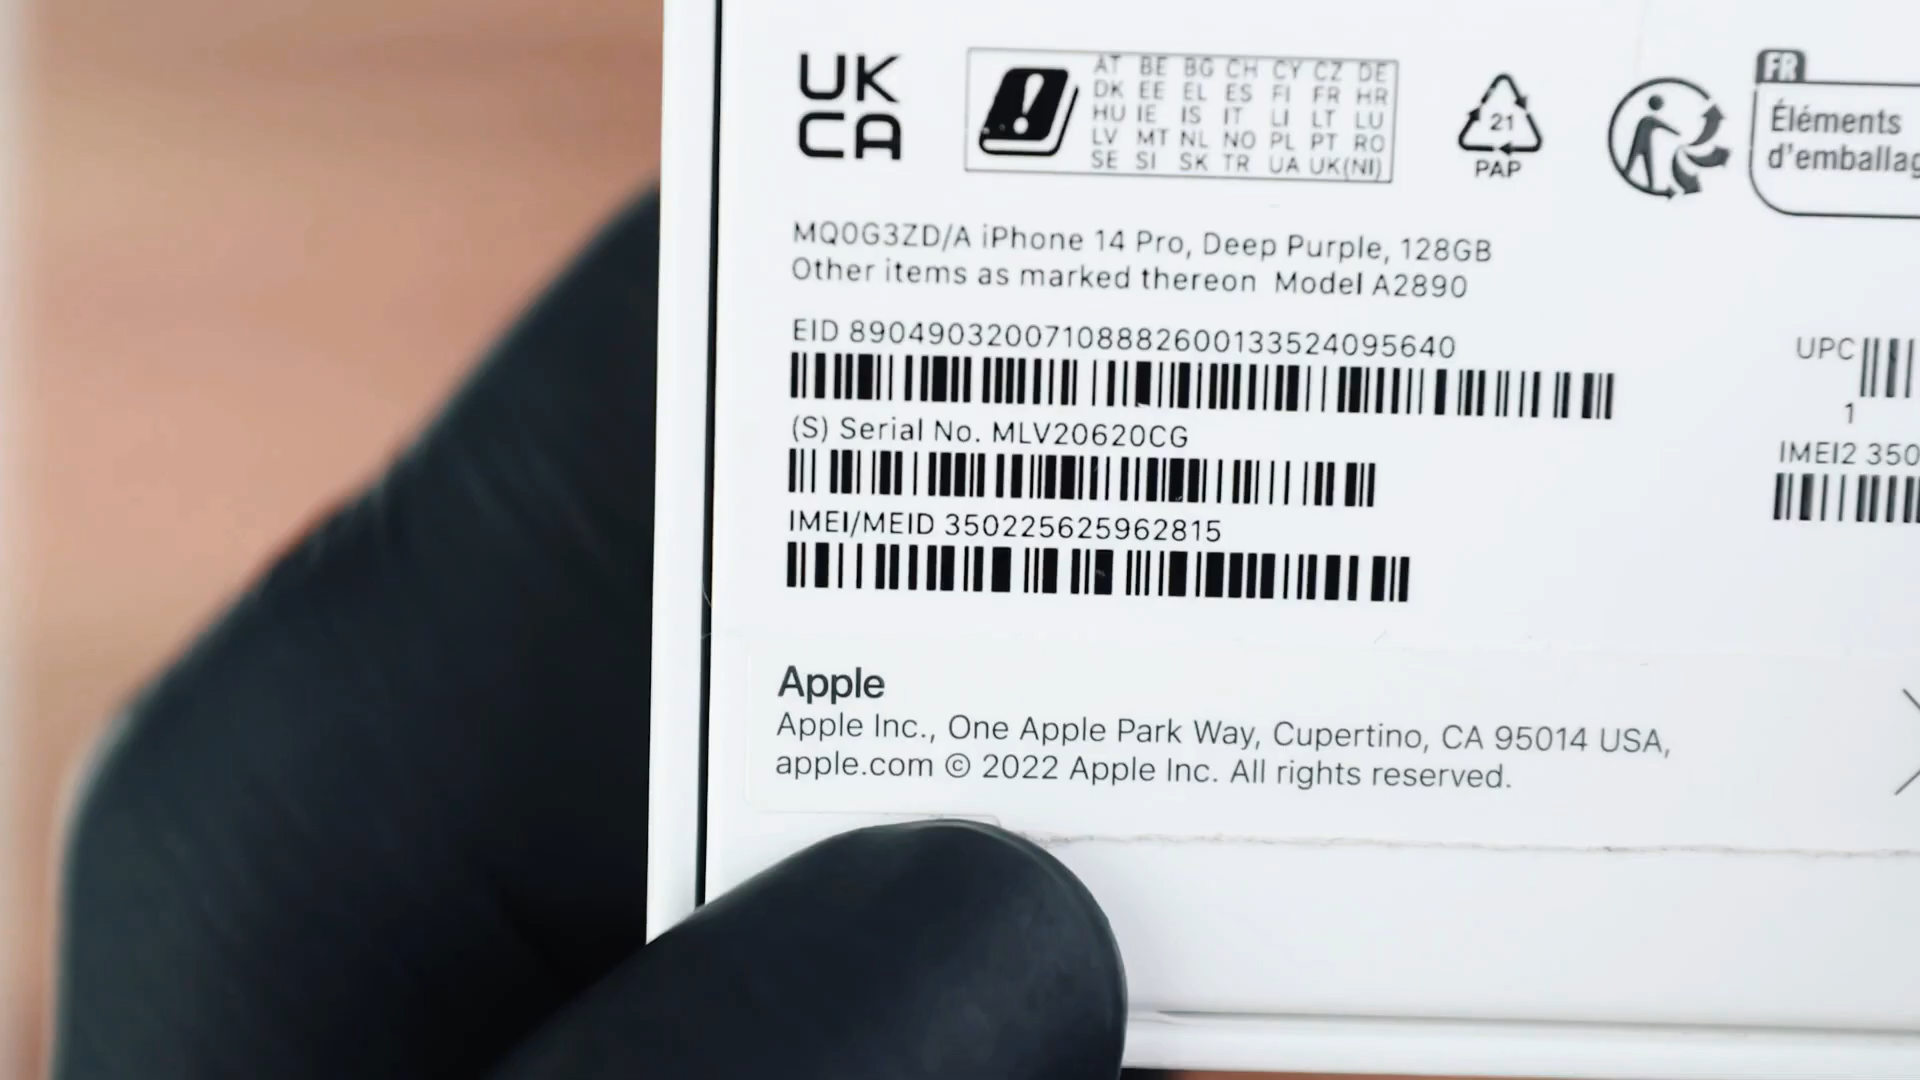 UK
CA
AT BE BG CH CY CZ DE
DK EE EL ES FI FR HR
HU IE IS IT LI LT LU
LV MT NL NO PL PT RO
SE SI SK TR UA UK(NI)
21
PAP
FR
Éléments
d'emballag
MQ0G3ZD/A iPhone 14 Pro, Deep Purple, 128GB
Other items as marked thereon Model A2890
EID 89049032007108882600133524095640
UPC
1
(S) Serial No. MLV20620CG
IMEI2 350
IMEI/MEID 350225625962815
Apple
Apple Inc., One Apple Park Way, Cupertino, CA 95014 USA,
apple.com © 2022 Apple Inc. All rights reserved.